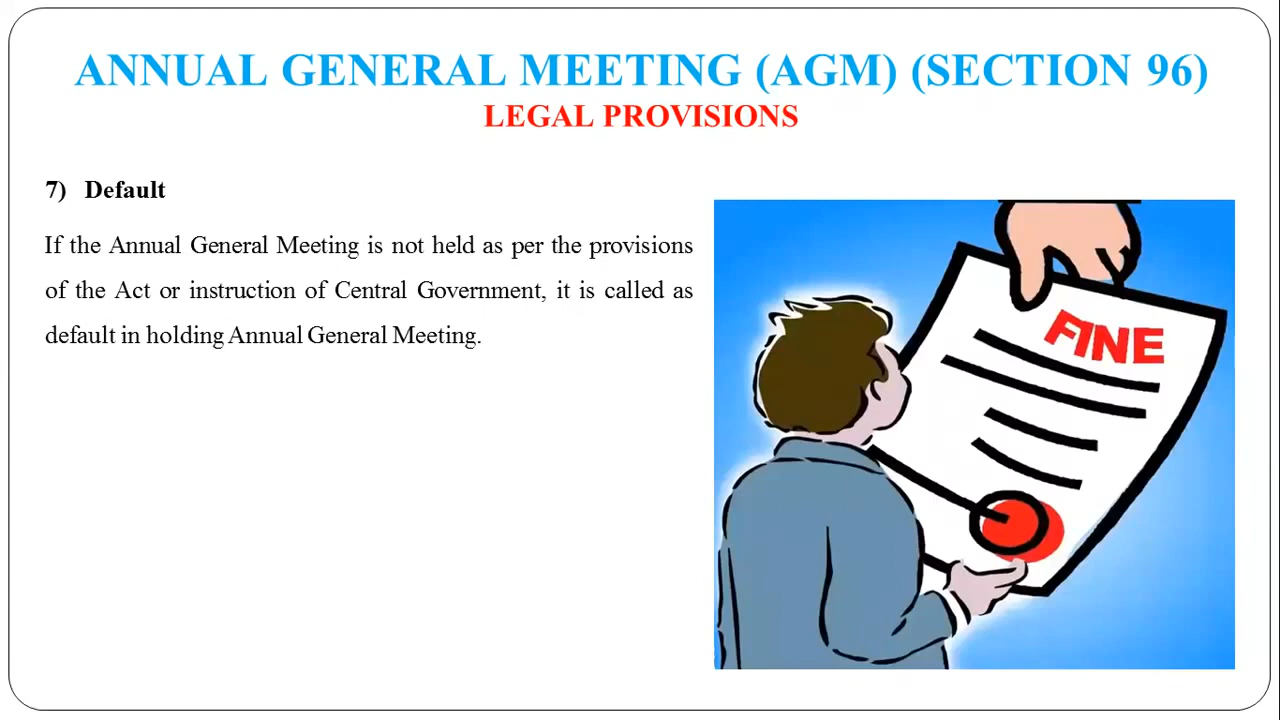 ANNUAL GENERAL MEETING (AGM) (SECTION 96)
LEGAL PROVISIONS
7) Default
If the Annual General Meeting is not held as per the provisions
of the Act or instruction of Central Government, it is called as
default in holding Annual General Meeting.
FINE